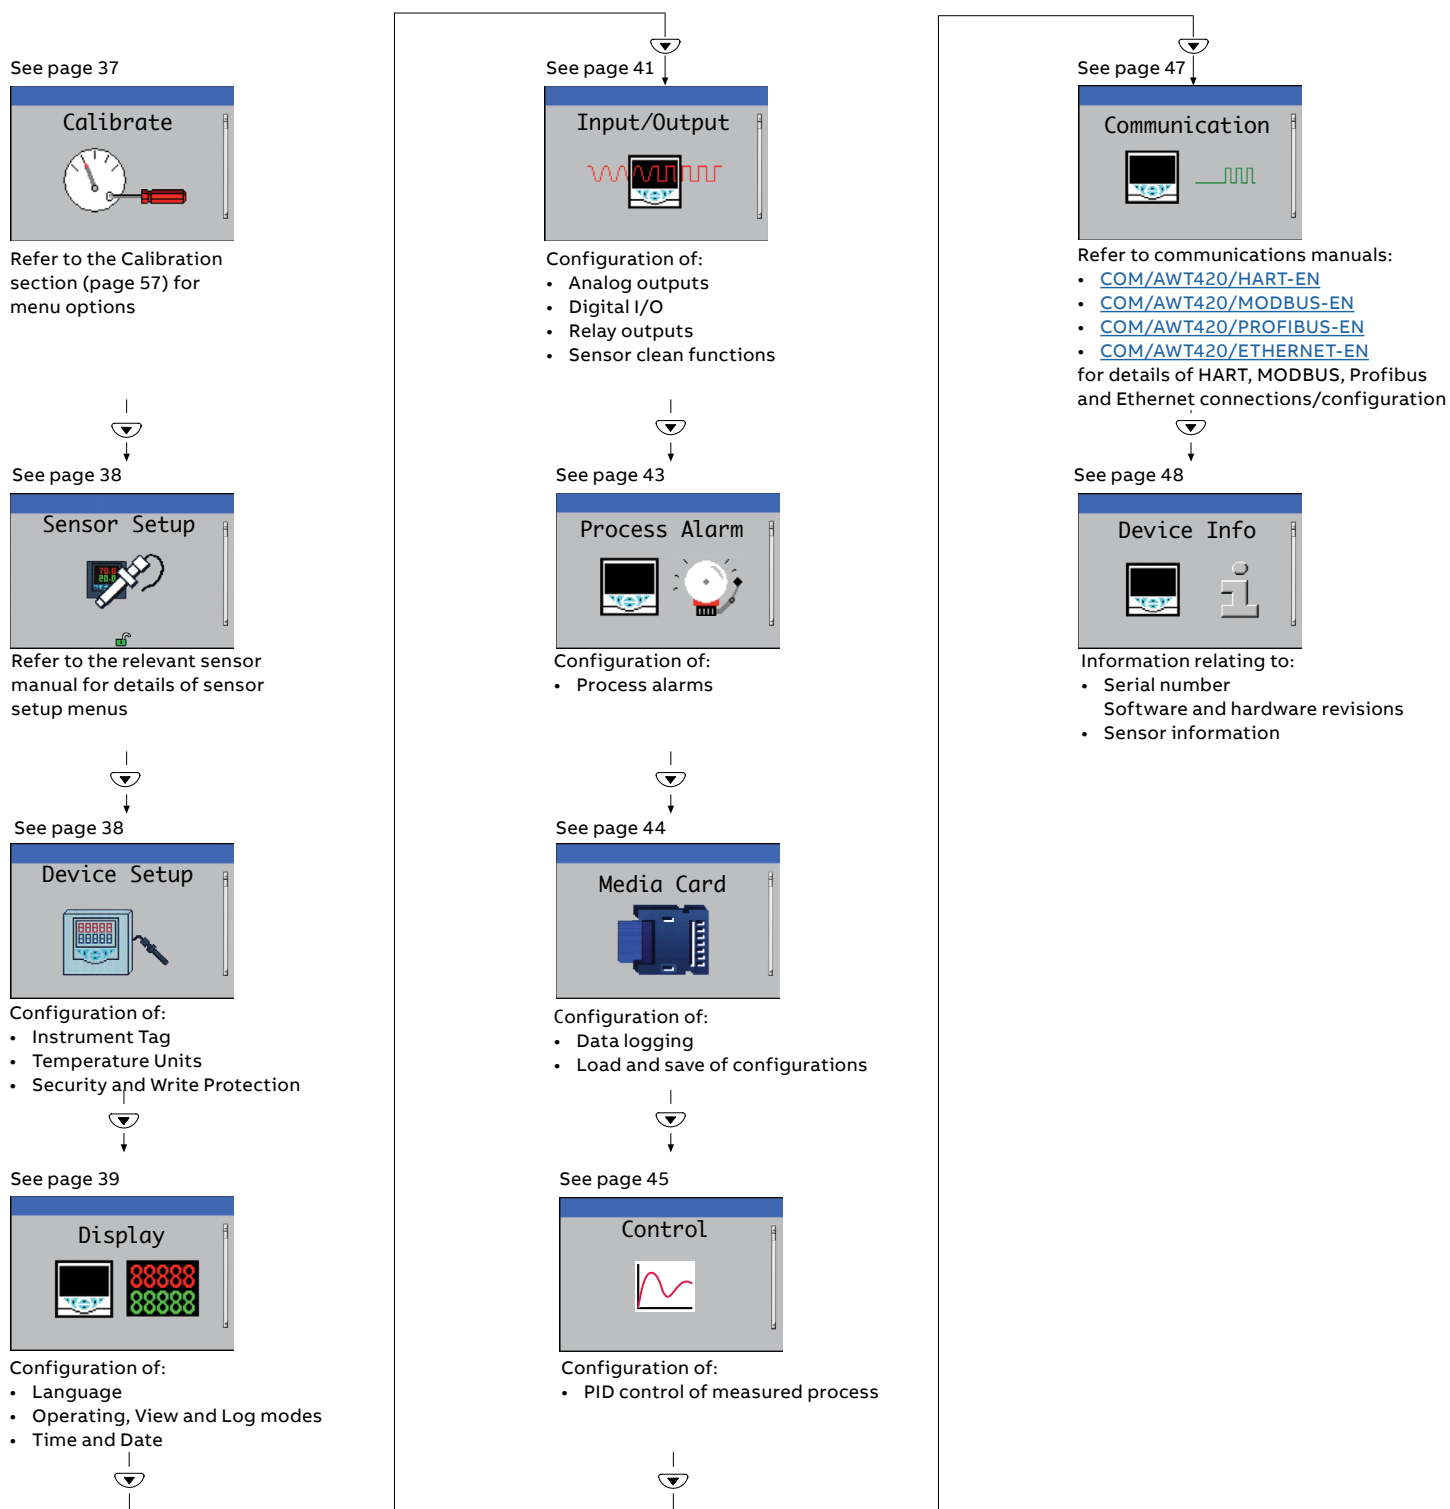 See page 37
Calibrate
Refer to the Calibration
section (page 57) for
menu options
See page 38
Sensor Setup
70.0
20.0
Refer to the relevant sensor
manual for details of sensor
setup menus
See page 38
Device Setup
88888
88888
Configuration of:
• Instrument Tag
• Temperature Units
• Security and Write Protection
See page 39
Display
88888
88888
Configuration of:
• Language
• Operating, View and Log modes
• Time and Date
See page 41
Input/Output
Configuration of:
• Analog outputs
• Digital I/O
• Relay outputs
• Sensor clean functions
See page 43
Process Alarm
Configuration of:
• Process alarms
See page 44
Media Card
Configuration of:
• Data logging
• Load and save of configurations
See page 45
Control
Configuration of:
• PID control of measured process
See page 47
Communication
Refer to communications manuals:
• COM/AWT420/HART-EN
• COM/AWT420/MODBUS-EN
• COM/AWT420/PROFIBUS-EN
• COM/AWT420/ETHERNET-EN
for details of HART, MODBUS, Profibus
and Ethernet connections/configuration
See page 48
Device Info
i
Information relating to:
• Serial number
Software and hardware revisions
• Sensor information